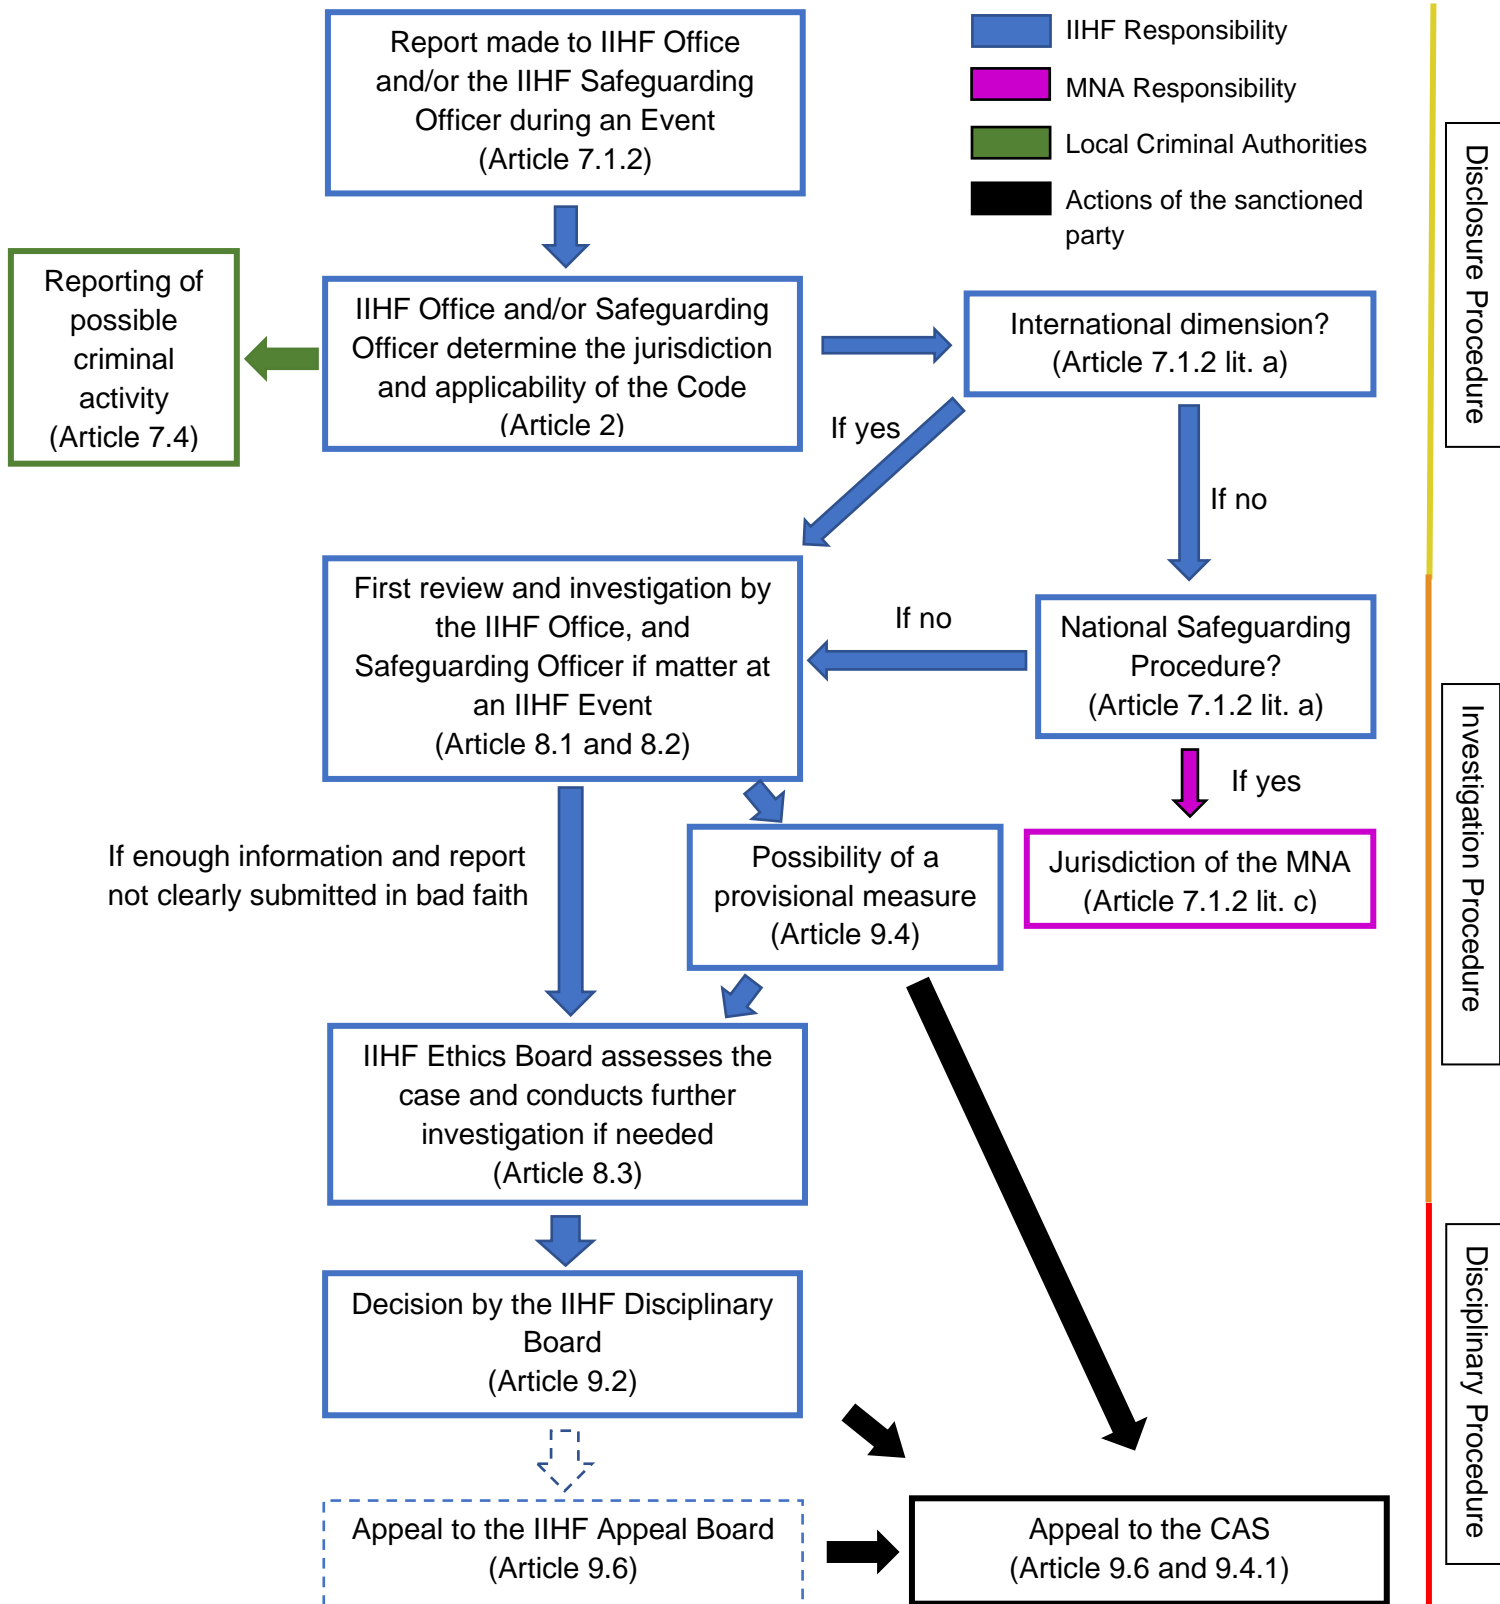 Report made to IIHF Office
and/or the IIHF Safeguarding
Officer during an Event
(Article 7.1.2)
IIHF Responsibility
MNA Responsibility
Local Criminal Authorities
Actions of the sanctioned
party
Disclosure Procedure
Reporting of
possible
criminal
activity
(Article 7.4)
IIHF Office and/or Safeguarding
Officer determine the jurisdiction
and applicability of the Code
(Article 2)
International dimension?
(Article 7.1.2 lit. a)
If yes
If no
First review and investigation by
the IIHF Office, and
Safeguarding Officer if matter at
an IIHF Event
(Article 8.1 and 8.2)
If no
National Safeguarding
Procedure?
(Article 7.1.2 lit. a)
Investigation Procedure
If yes
If enough information and report
not clearly submitted in bad faith
Possibility of a
provisional measure
(Article 9.4)
Jurisdiction of the MNA
(Article 7.1.2 lit. c)
IIHF Ethics Board assesses the
case and conducts further
investigation if needed
(Article 8.3)
Decision by the IIHF Disciplinary
Board
(Article 9.2)
Disciplinary Procedure
Appeal to the IIHF Appeal Board
(Article 9.6)
Appeal to the CAS
(Article 9.6 and 9.4.1)